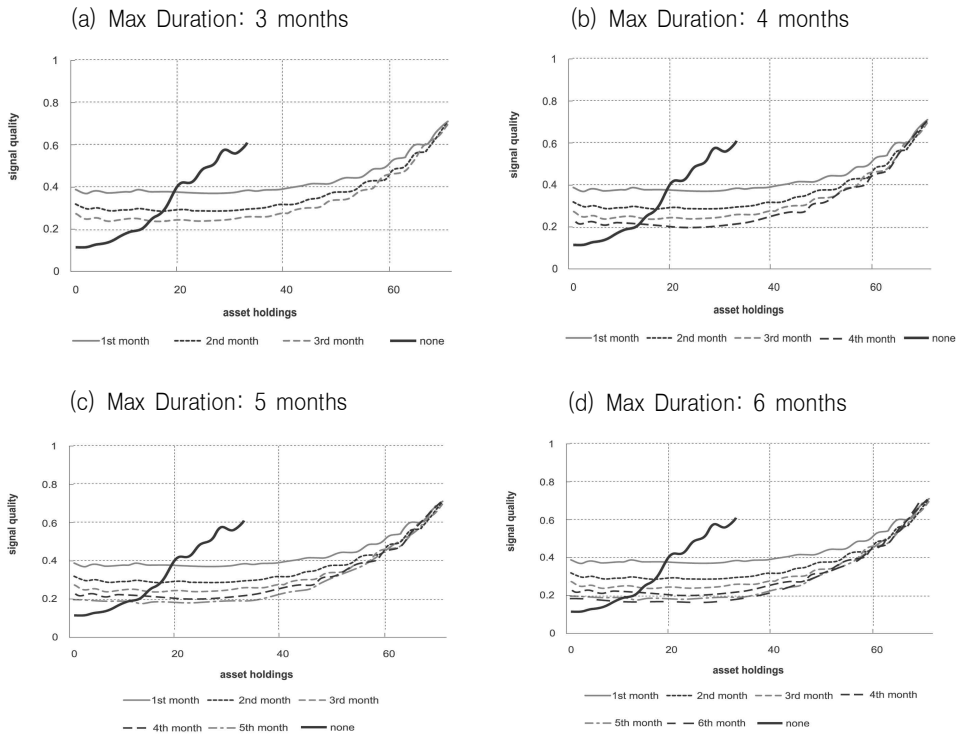 (a) Max Duration: 3 months
1
0.8
0.6
0.4
0.2
0
signal quality
0 20 40 60
asset holdings
1st month 2nd month 3rd month none
(b) Max Duration: 4 months
1
0.8
0.6
0.4
0.2
0
signal quality
0 20 40 60
asset holdings
1st month 2nd month 3rd month 4th month none
(c) Max Duration: 5 months
1
0.8
0.6
0.4
0.2
0
signal quality
0 20 40 60
asset holdings
1st month 2nd month 3rd month
4th month 5th month none
(d) Max Duration: 6 months
1
0.8
0.6
0.4
0.2
0
signal quality
0 20 40 60
asset holdings
1st month 2nd month 3rd month 4th month
5th month 6th month none